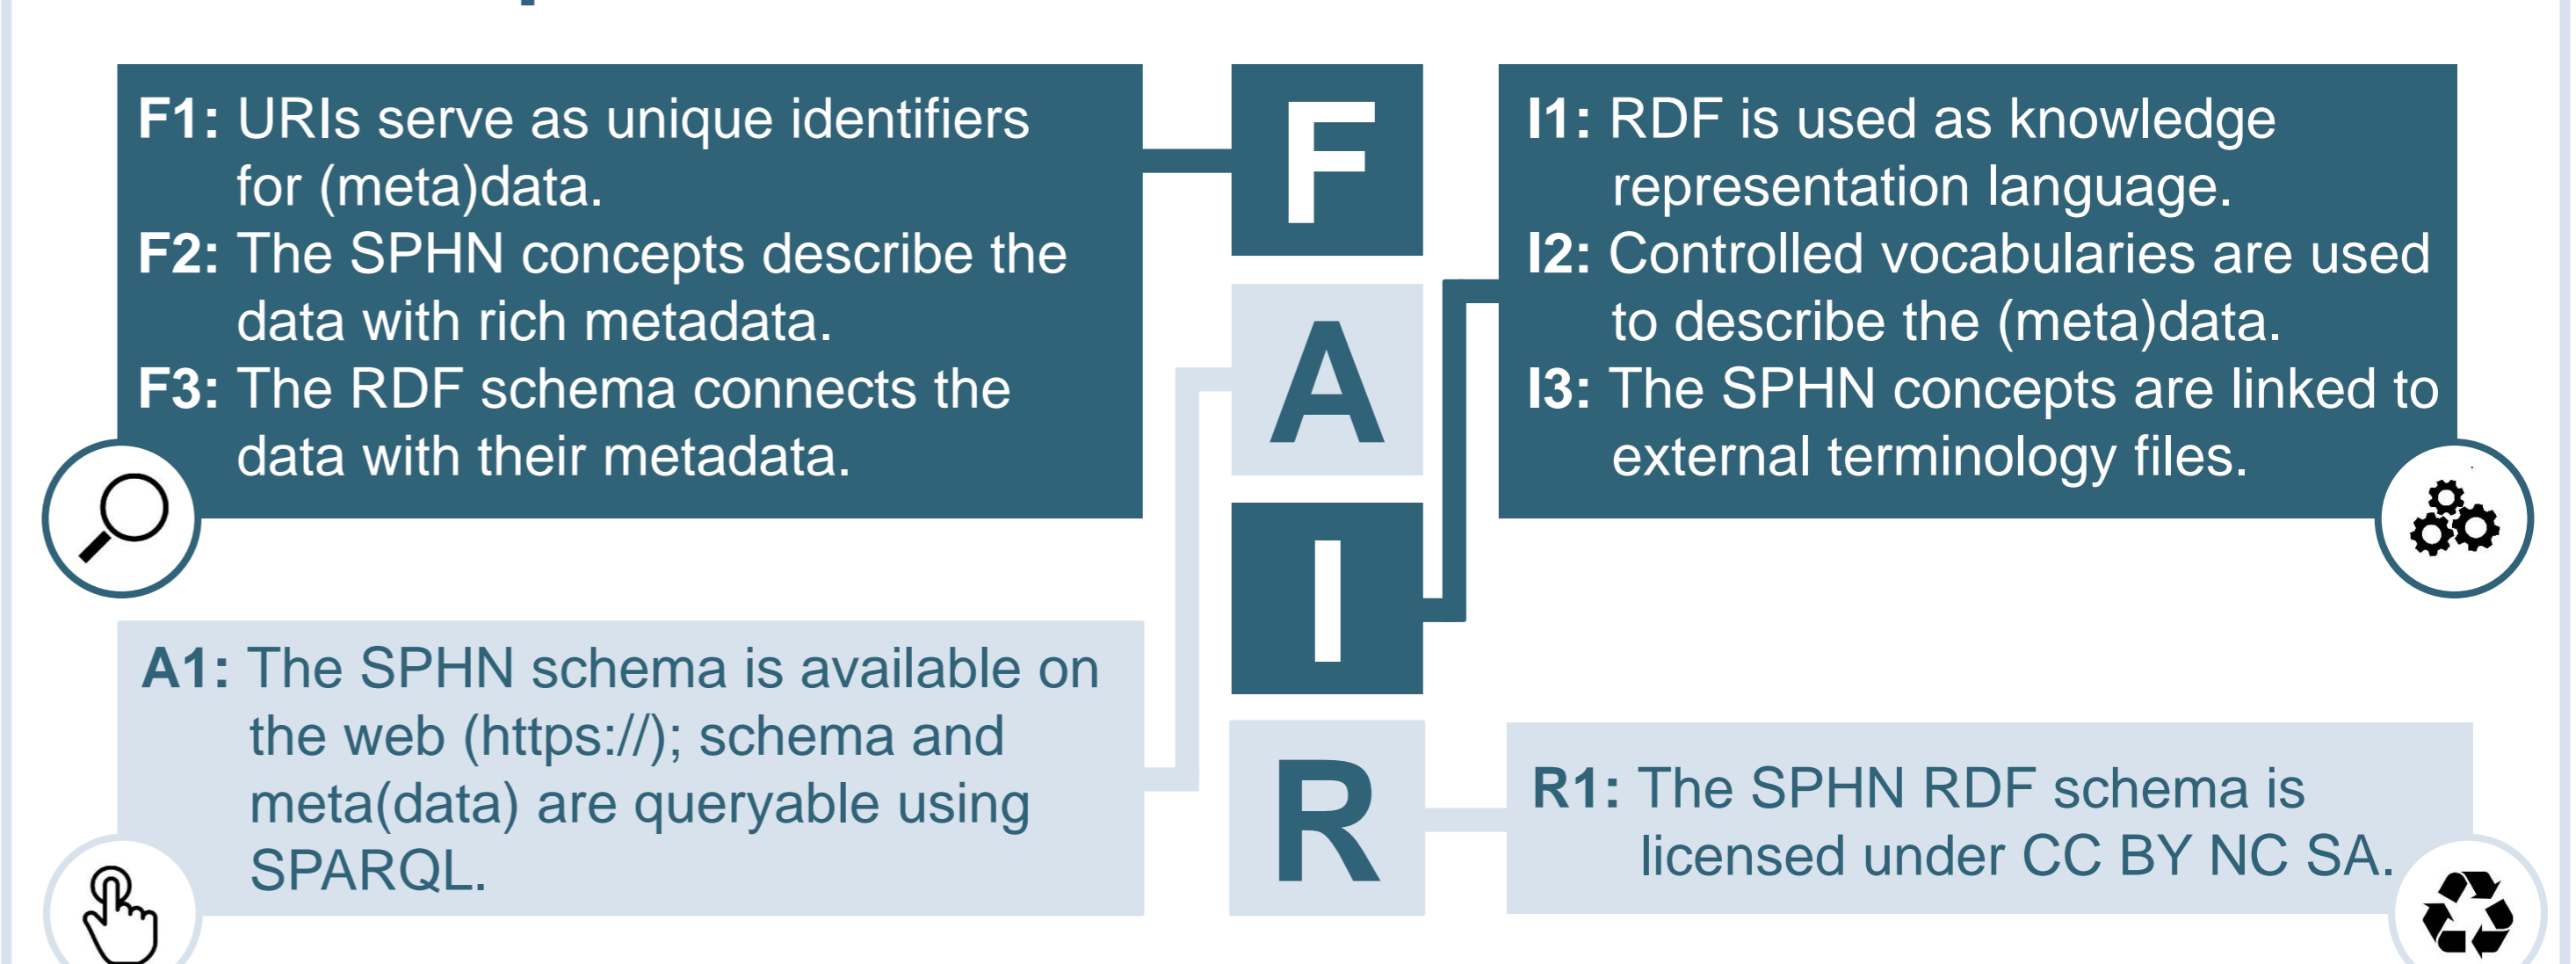 F1: URIs serve as unique identifiers
for (meta)data.
F2: The SPHN concepts describe the
data with rich metadata.
F3: The RDF schema connects the
data with their metadata.
F
A
I
R
I1: RDF is used as knowledge
representation language.
I2: Controlled vocabularies are used
to describe the (meta)data.
I3: The SPHN concepts are linked to
external terminology files.
A1: The SPHN schema is available on
the web (https://); schema and
meta(data) are queryable using
SPARQL.
R1: The SPHN RDF schema is
licensed under CC BY NC SA.